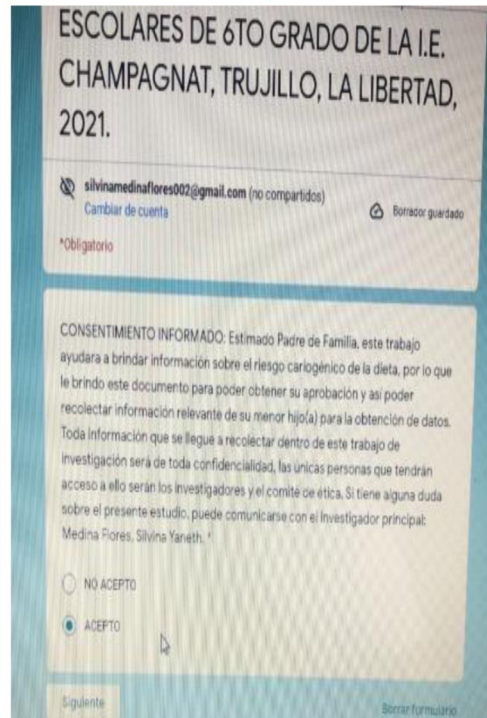 ESCOLARES DE 6TO GRADO DE LA I.E.
CHAMPAGNAT, TRUJILLO, LA LIBERTAD,
2021.
silvinamedinaflores002@gmail.com (no compartidos)
Cambiar de cuenta
Borrador guardado
*Obligatorio
CONSENTIMIENTO INFORMADO: Estimado Padre de Familia, este trabajo
ayudara a brindar información sobre el riesgo cariogénico de la dieta, por lo que
le brindo este documento para poder obtener su aprobación y así poder
recolectar información relevante de su menor hijo(a) para la obtención de datos.
Toda información que se llegue a recolectar dentro de este trabajo de
investigación será de toda confidencialidad, las únicas personas que tendrán
acceso a ello serán los investigadores y el comité de ética. Si tiene alguna duda
sobre el presente estudio, puede comunicarse con el Investigador principal:
Medina Flores, Silvina Yaneth. *
NO ACEPTO
ACEPTO
Siguiente
Borrar formulario